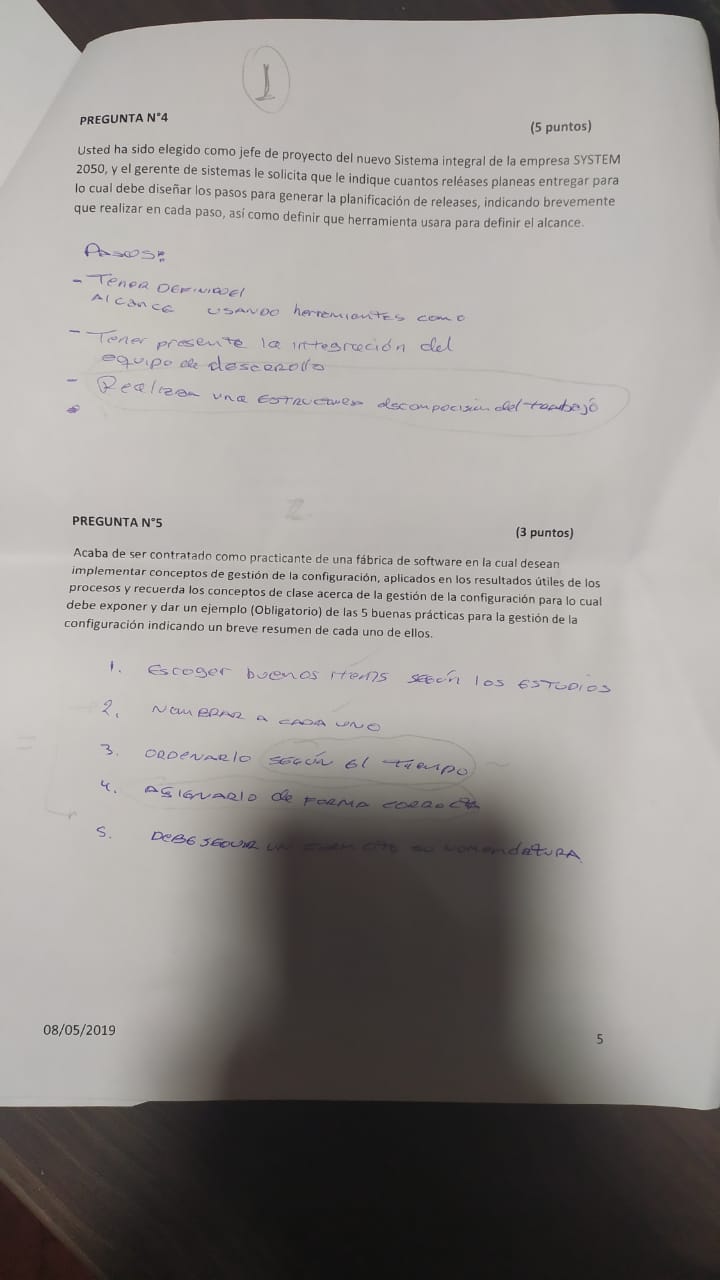 1
PREGUNTA N°4
(5 puntos)
Usted ha sido elegido como jefe de proyecto del nuevo Sistema integral de la empresa SYSTEM
2050, y el gerente de sistemas le solicita que le indique cuantos reléases planeas entregar para
lo cual debe diseñar los pasos para generar la planificación de releases, indicando brevemente
que realizar en cada paso, así como definir que herramienta usara para definir el alcance.
Pasos:
- Tener DEFINIDO el
Alcance usando herramientas como
- Tener presente la integración del
equipo de desarollo
- Realizar una ESTRUCTURA descomposición del trabajo
2
PREGUNTA N°5
(3 puntos)
Acaba de ser contratado como practicante de una fábrica de software en la cual desean
implementar conceptos de gestión de la configuración, aplicados en los resultados útiles de los
procesos y recuerda los conceptos de clase acerca de la gestión de la configuración para lo cual
debe exponer y dar un ejemplo (Obligatorio) de las 5 buenas prácticas para la gestión de la
configuración indicando un breve resumen de cada uno de ellos.
1. Escoger buenos items SEGÚN los ESTUDIOS
2. NOMBRAR A CADA UNO
3. ORDENARLO SEGÚN El tiempo
4. ASIGNARLO de FORMA CORRECTA
5. DEBE SEGUIR UN
08/05/2019
5